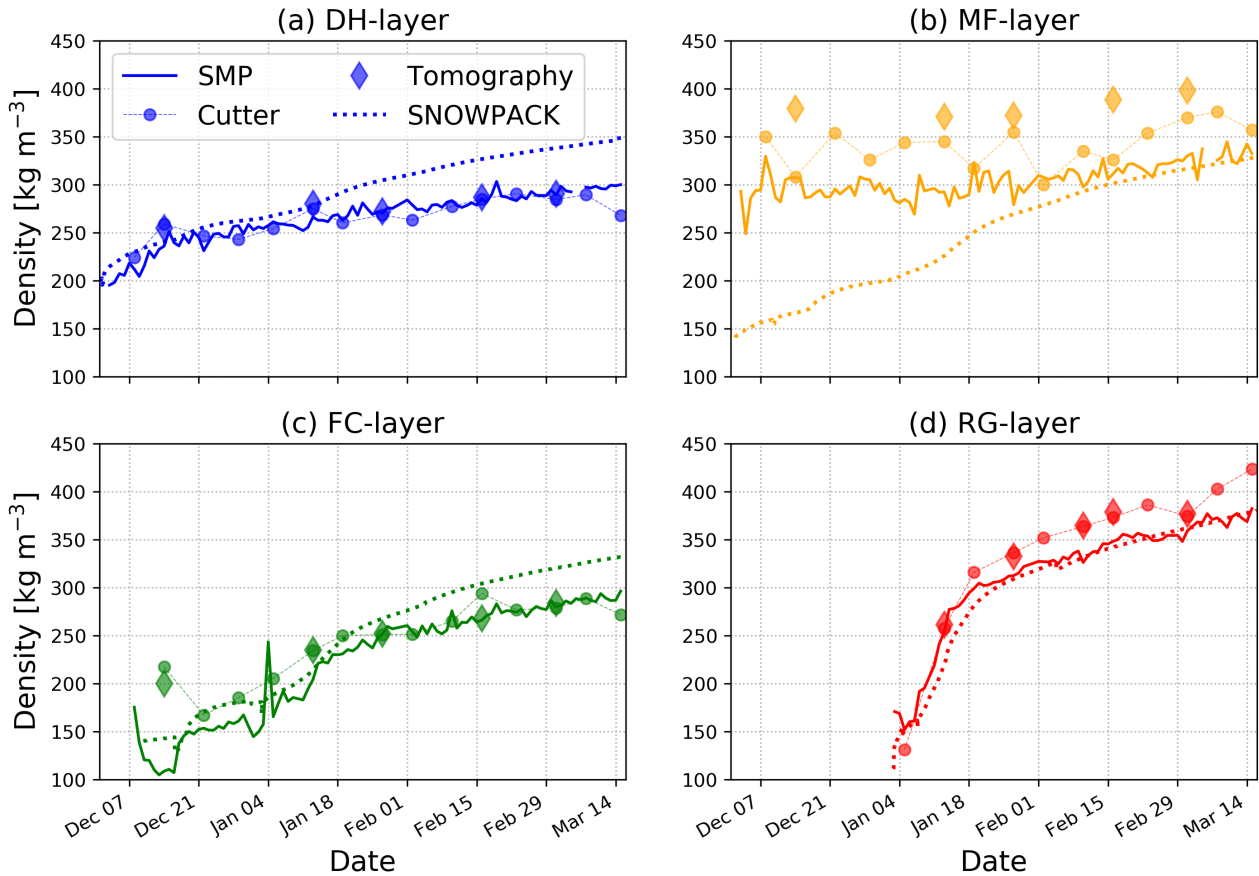 (a) DH-layer
(b) MF-layer
450
400
350
300
250
200
150
100
Density [kg m⁻³]
SMP
Cutter
Tomography
SNOWPACK
450
400
350
300
250
200
150
100
(c) FC-layer
(d) RG-layer
450
400
350
300
250
200
150
100
Density [kg m⁻³]
Dec 07
Dec 21
Jan 04
Jan 18
Feb 01
Feb 15
Feb 29
Mar 14
Date
450
400
350
300
250
200
150
100
Dec 07
Dec 21
Jan 04
Jan 18
Feb 01
Feb 15
Feb 29
Mar 14
Date